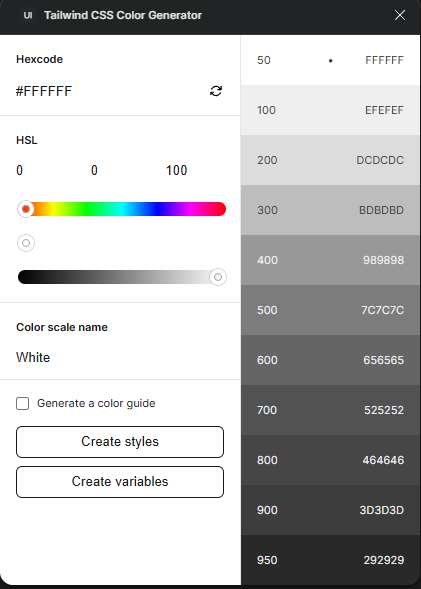 UI Tailwind CSS Color Generator
Hexcode
#FFFFFF
HSL
0 0 100
Color scale name
White
Generate a color guide
Create styles
Create variables
50 FFFFFF
100 EFEFEF
200 DCDCDC
300 BDBDBD
400 989898
500 7C7C7C
600 656565
700 525252
800 464646
900 3D3D3D
950 292929